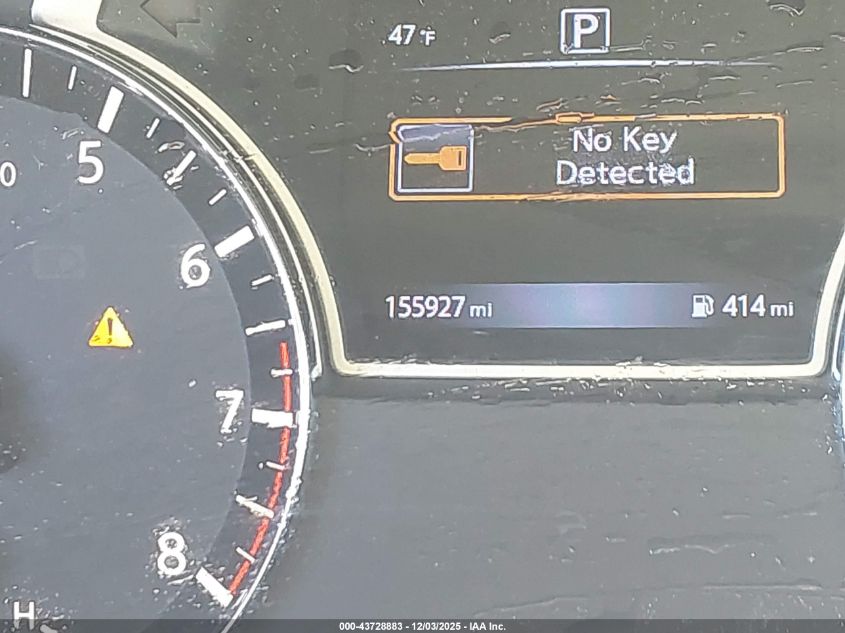 47 °F
P
No Key
Detected
155927 mi
414 mi
5
0
6
7
8
H
000-43728883 - 12/03/2025 - IAA Inc.